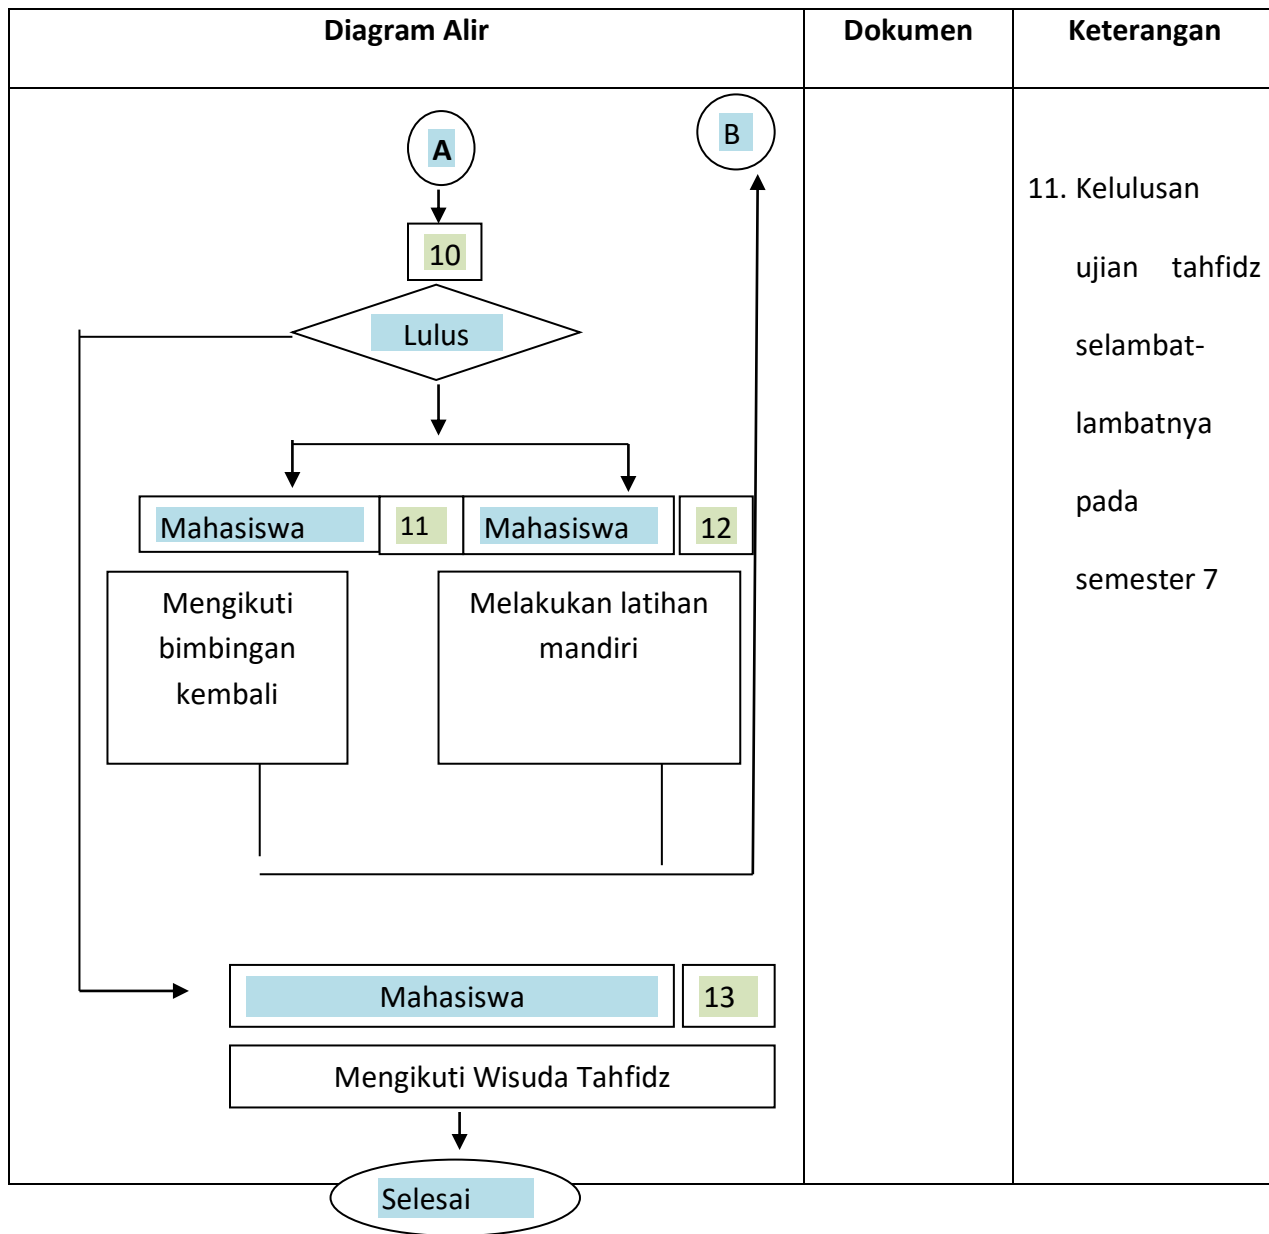 Diagram Alir
Dokumen
Keterangan
A
B
10
Lulus
Mahasiswa
11
Mahasiswa
12
Mengikuti
bimbingan
kembali
Melakukan latihan
mandiri
Mahasiswa
13
Mengikuti Wisuda Tahfidz
Selesai
11. Kelulusan
ujian tahfidz
selambat-
lambatnya
pada
semester 7